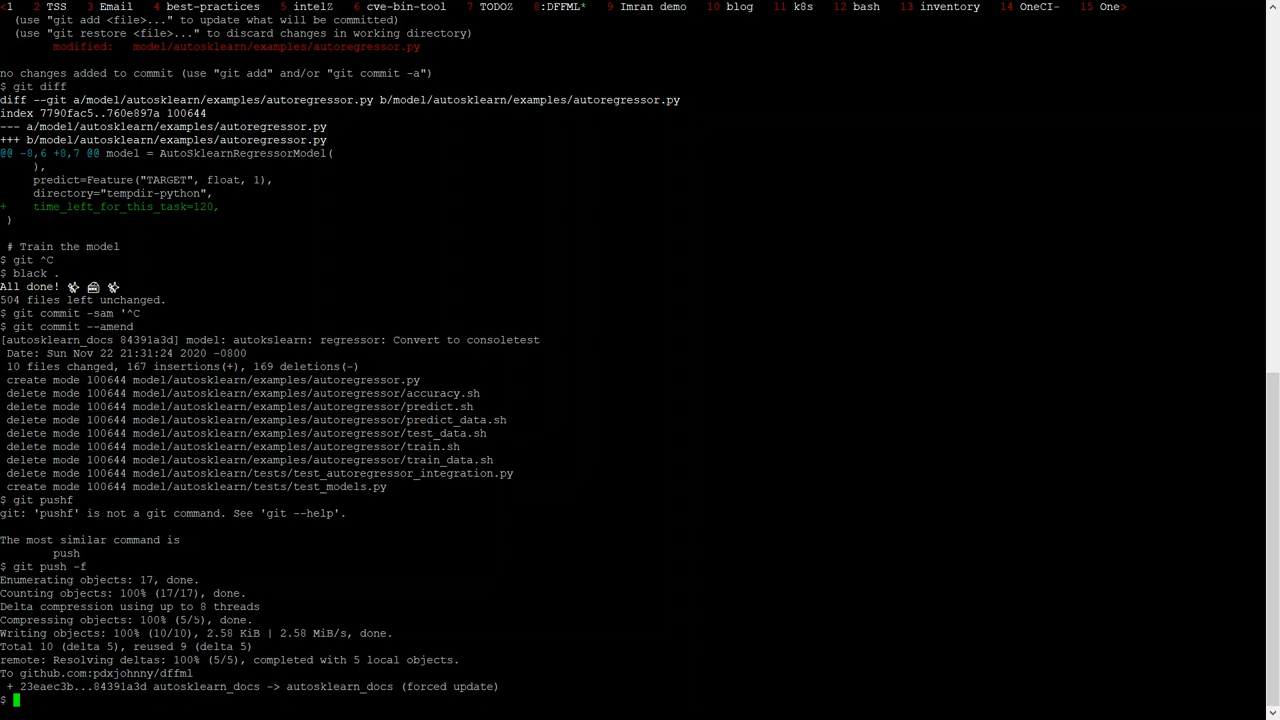 <1  2 TSS  3 Email  4 best-practices  5 intelZ  6 cve-bin-tool  7 TODOZ  8:DFFML*  9 Imran demo  10 blog  11 k8s  12 bash  13 inventory  14 OneCI-  15 One>
  (use "git add <file>..." to update what will be committed)
  (use "git restore <file>..." to discard changes in working directory)
        modified:   model/autosklearn/examples/autoregressor.py

no changes added to commit (use "git add" and/or "git commit -a")
$ git diff
diff --git a/model/autosklearn/examples/autoregressor.py b/model/autosklearn/examples/autoregressor.py
index 7790fac5..760e897a 100644
--- a/model/autosklearn/examples/autoregressor.py
+++ b/model/autosklearn/examples/autoregressor.py
@@ -8,6 +8,7 @@ model = AutoSklearnRegressorModel(
     ),
     predict=Feature("TARGET", float, 1),
     directory="tempdir-python",
+    time_left_for_this_task=120,
 )

 # Train the model
$ git ^C
$ black .
All done! ✨ 🍰 ✨
504 files left unchanged.
$ git commit -sam '^C
$ git commit --amend
[autosklearn_docs 84391a3d] model: autokslearn: regressor: Convert to consoletest
 Date: Sun Nov 22 21:31:24 2020 -0800
 10 files changed, 167 insertions(+), 169 deletions(-)
 create mode 100644 model/autosklearn/examples/autoregressor.py
 delete mode 100644 model/autosklearn/examples/autoregressor/accuracy.sh
 delete mode 100644 model/autosklearn/examples/autoregressor/predict.sh
 delete mode 100644 model/autosklearn/examples/autoregressor/predict_data.sh
 delete mode 100644 model/autosklearn/examples/autoregressor/test_data.sh
 delete mode 100644 model/autosklearn/examples/autoregressor/train.sh
 delete mode 100644 model/autosklearn/examples/autoregressor/train_data.sh
 delete mode 100644 model/autosklearn/tests/test_autoregressor_integration.py
 create mode 100644 model/autosklearn/tests/test_models.py
$ git pushf
git: 'pushf' is not a git command. See 'git --help'.

The most similar command is
        push
$ git push -f
Enumerating objects: 17, done.
Counting objects: 100% (17/17), done.
Delta compression using up to 8 threads
Compressing objects: 100% (5/5), done.
Writing objects: 100% (10/10), 2.58 KiB | 2.58 MiB/s, done.
Total 10 (delta 5), reused 9 (delta 5)
remote: Resolving deltas: 100% (5/5), completed with 5 local objects.
To github.com:pdxjohnny/dffml
 + 23eaec3b...84391a3d autosklearn_docs -> autosklearn_docs (forced update)
$